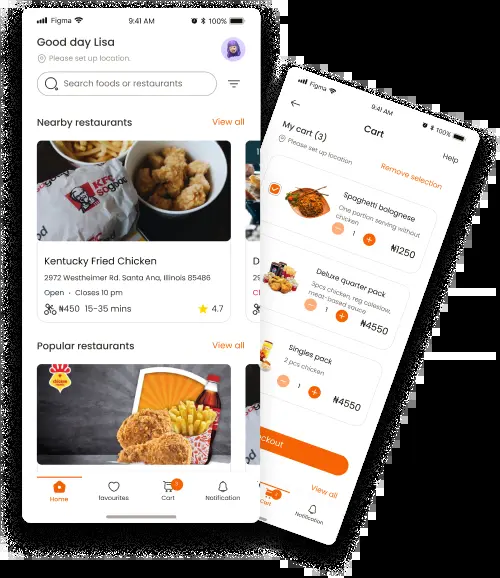 Figma
9:41 AM
100%
Good day Lisa
Please set up location.
Search foods or restaurants
Nearby restaurants
View all
KFC
Kentucky Fried Chicken
2972 Westheimer Rd. Santa Ana, Illinois 85486
Open · Closes 10 pm
₦450 15-35 mins
4.7
Popular restaurants
View all
Home
favourites
Cart
Notification
Figma
9:41 AM
100%
Cart
Help
My cart (3)
Please set up location
Remove selection
Spaghetti bolognese
One portion serving without
chicken
1
₦1250
Deluxe quarter pack
3pcs chicken, reg coleslaw,
meat-based sauce
1
₦4550
Singles pack
2 pcs chicken
1
₦4550
ckout
View all
Cart
Notification